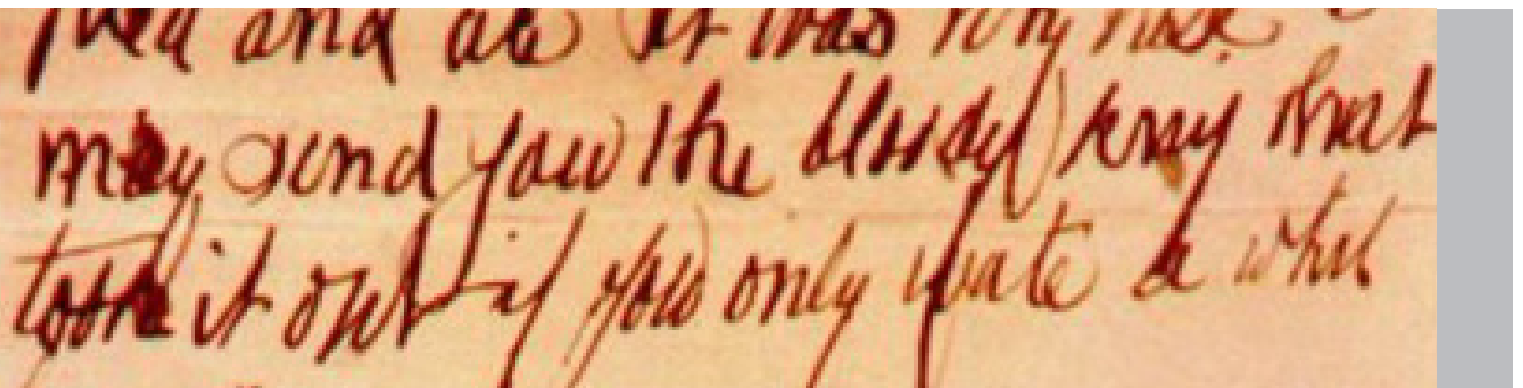 fried and ate it was very nise.
may send you the bloody knif that
took it out if you only wate a whil